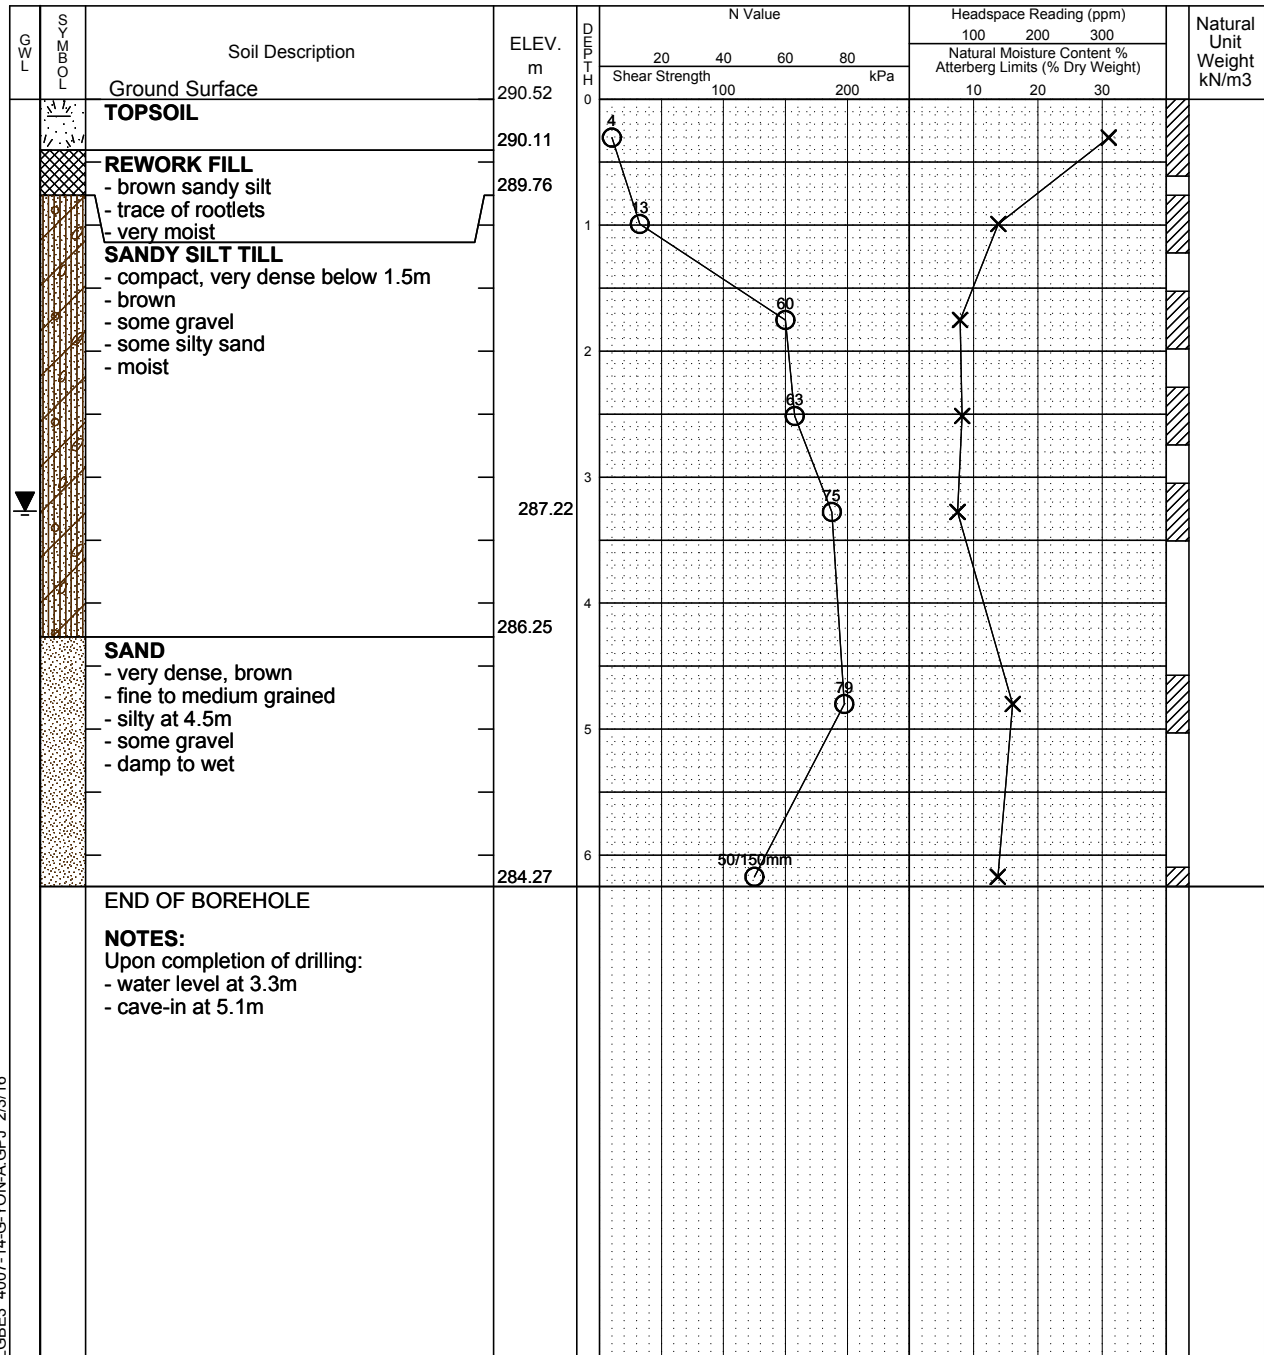 GWL
SYMBOL
Soil Description
Ground Surface
ELEV.
m
DEPTH
N Value
20 40 60 80
Shear Strength kPa
100 200
Headspace Reading (ppm)
100 200 300
Natural Moisture Content %
Atterberg Limits (% Dry Weight)
10 20 30
Natural
Unit
Weight
kN/m3
290.52
0
TOPSOIL
4
290.11
REWORK FILL
- brown sandy silt
289.76
- trace of rootlets
13
- very moist
1
SANDY SILT TILL
- compact, very dense below 1.5m
- brown
60
- some gravel
- some silty sand
2
- moist
63
3
75
287.22
4
286.25
SAND
- very dense, brown
79
- fine to medium grained
- silty at 4.5m
5
- some gravel
- damp to wet
6
50/150mm
284.27
END OF BOREHOLE
NOTES:
Upon completion of drilling:
- water level at 3.3m
- cave-in at 5.1m
2/3/16